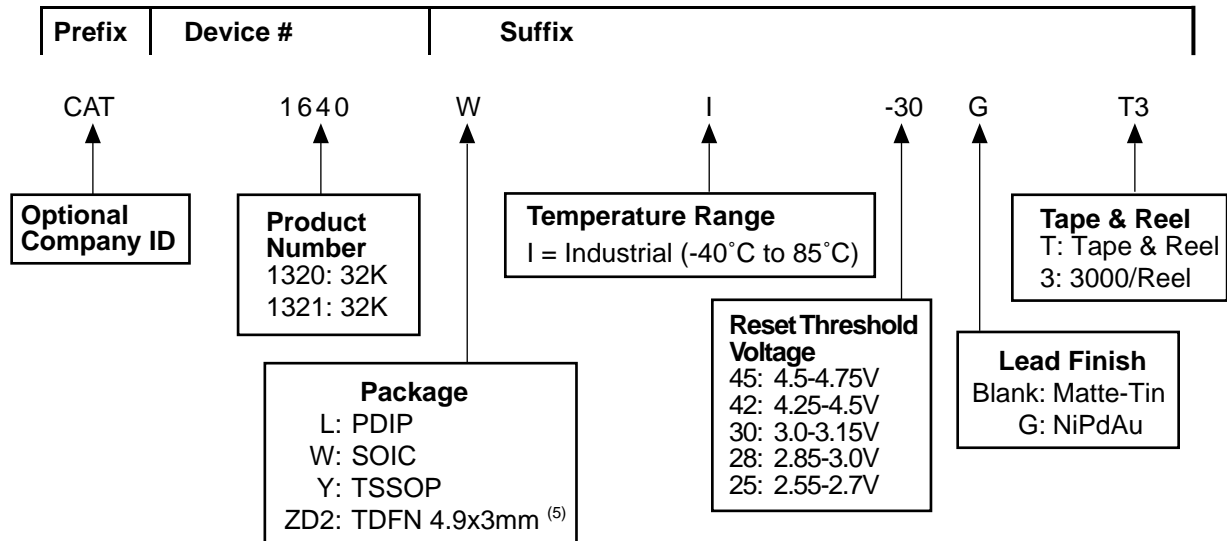 Prefix Device # Suffix
CAT 1640 W I -30 G T3
Optional
Company ID
Product
Number
1320: 32K
1321: 32K
Temperature Range
I = Industrial (-40˚C to 85˚C)
Tape & Reel
T: Tape & Reel
3: 3000/Reel
Package
L: PDIP
W: SOIC
Y: TSSOP
ZD2: TDFN 4.9x3mm (5)
Reset Threshold
Voltage
45: 4.5-4.75V
42: 4.25-4.5V
30: 3.0-3.15V
28: 2.85-3.0V
25: 2.55-2.7V
Lead Finish
Blank: Matte-Tin
G: NiPdAu